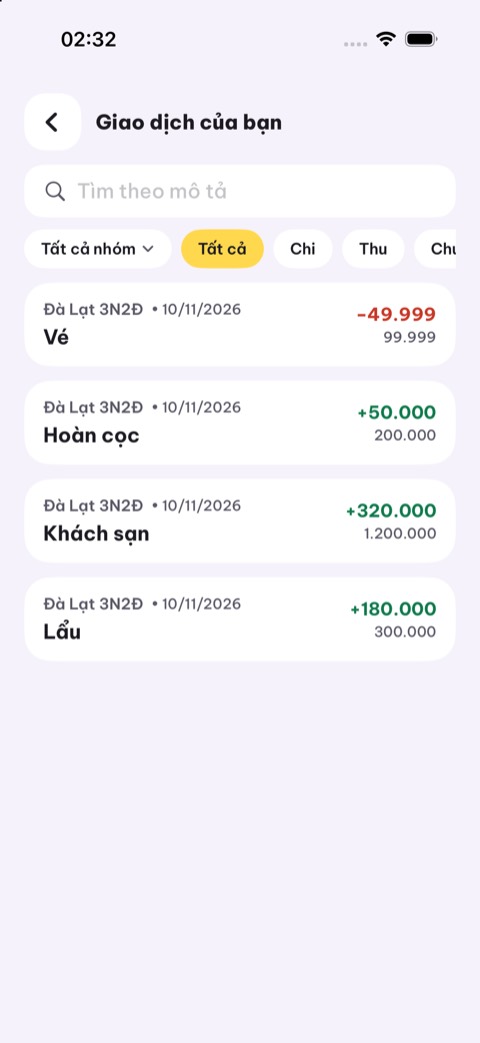 02:32
Giao dịch của bạn
Tìm theo mô tả
Tất cả nhóm Tất cả Chi Thu Chu
Đà Lạt 3N2Đ • 10/11/2026
-49.999
Vé
99.999
Đà Lạt 3N2Đ • 10/11/2026
+50.000
Hoàn cọc
200.000
Đà Lạt 3N2Đ • 10/11/2026
+320.000
Khách sạn
1.200.000
Đà Lạt 3N2Đ • 10/11/2026
+180.000
Lẩu
300.000